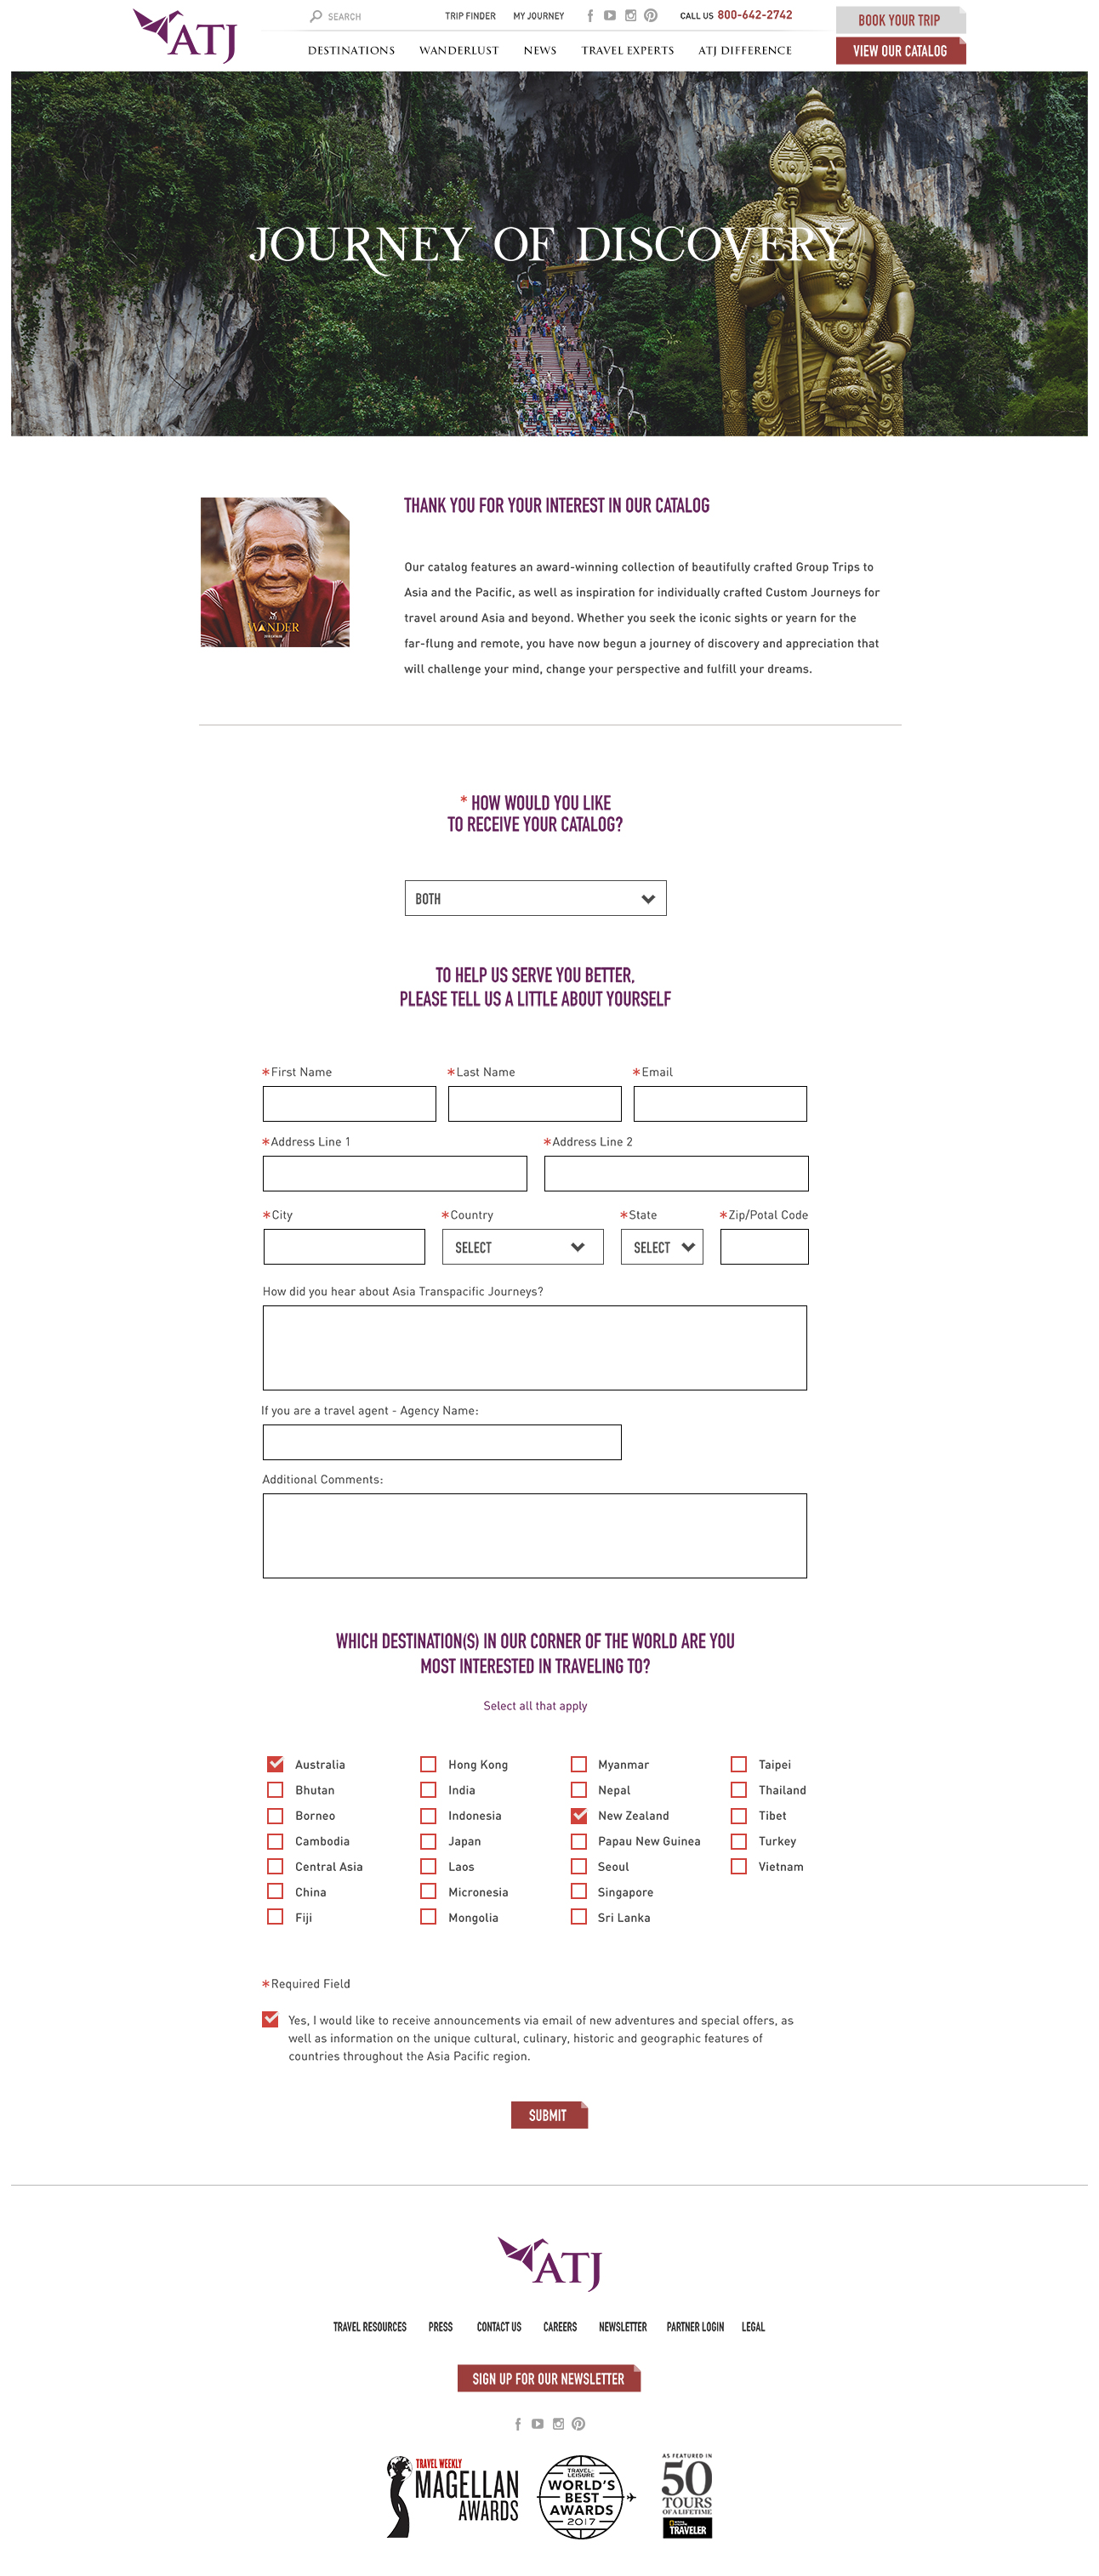 ATJ
SEARCH
TRIP FINDER
MY JOURNEY
CALL US 800-642-2742
BOOK YOUR TRIP
DESTINATIONS
WANDERLUST
NEWS
TRAVEL EXPERTS
ATJ DIFFERENCE
VIEW OUR CATALOG
JOURNEY OF DISCOVERY
THANK YOU FOR YOUR INTEREST IN OUR CATALOG
ATJ
WANDER
Our catalog features an award-winning collection of beautifully crafted Group Trips to
Asia and the Pacific, as well as inspiration for individually crafted Custom Journeys for
travel around Asia and beyond. Whether you seek the iconic sights or yearn for the
far-flung and remote, you have now begun a journey of discovery and appreciation that
will challenge your mind, change your perspective and fulfill your dreams.
* HOW WOULD YOU LIKE
TO RECEIVE YOUR CATALOG?
BOTH
TO HELP US SERVE YOU BETTER,
PLEASE TELL US A LITTLE ABOUT YOURSELF
*First Name
*Last Name
*Email
*Address Line 1
*Address Line 2
*City
*Country
*State
*Zip/Potal Code
SELECT
SELECT
How did you hear about Asia Transpacific Journeys?
If you are a travel agent - Agency Name:
Additional Comments:
WHICH DESTINATION(S) IN OUR CORNER OF THE WORLD ARE YOU
MOST INTERESTED IN TRAVELING TO?
Select all that apply
Australia
Bhutan
Borneo
Cambodia
Central Asia
China
Fiji
Hong Kong
India
Indonesia
Japan
Laos
Micronesia
Mongolia
Myanmar
Nepal
New Zealand
Papau New Guinea
Seoul
Singapore
Sri Lanka
Taipei
Thailand
Tibet
Turkey
Vietnam
*Required Field
Yes, I would like to receive announcements via email of new adventures and special offers, as
well as information on the unique cultural, culinary, historic and geographic features of
countries throughout the Asia Pacific region.
SUBMIT
ATJ
TRAVEL RESOURCES
PRESS
CONTACT US
CAREERS
NEWSLETTER
PARTNER LOGIN
LEGAL
SIGN UP FOR OUR NEWSLETTER
TRAVEL WEEKLY
MAGELLAN
AWARDS
TRAVEL+
LEISURE
WORLD'S
BEST
AWARDS
2017
AS FEATURED IN
50
TOURS
OF A LIFETIME
TRAVELER